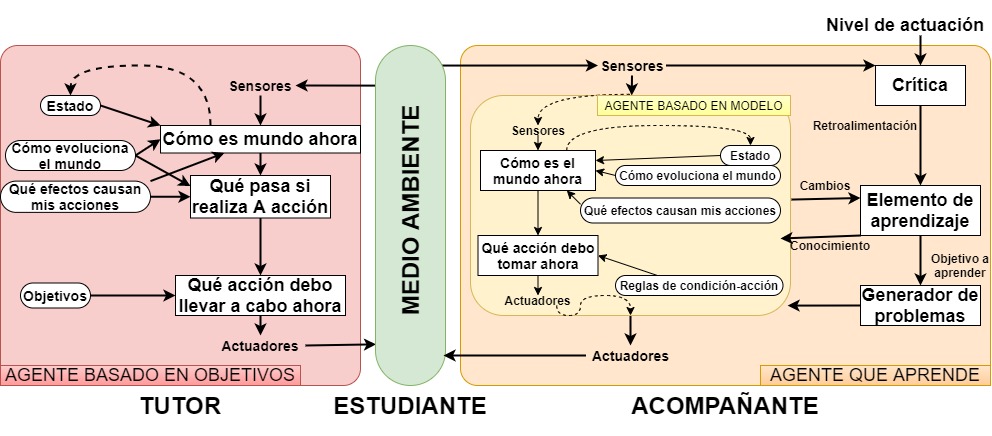 Nivel de actuación
Sensores
Estado
Cómo es mundo ahora
Cómo evoluciona
el mundo
Qué efectos causan
mis acciones
Qué pasa si
realiza A acción
Objetivos
Qué acción debo
llevar a cabo ahora
Actuadores
AGENTE BASADO EN OBJETIVOS
TUTOR
MEDIO AMBIENTE
ESTUDIANTE
Sensores
Crítica
AGENTE BASADO EN MODELO
Sensores
Retroalimentación
Cómo es el
mundo ahora
Estado
Cómo evoluciona el mundo
Qué efectos causan mis acciones
Cambios
Elemento de
aprendizaje
Conocimiento
Qué acción debo
tomar ahora
Reglas de condición-acción
Actuadores
Objetivo a
aprender
Generador de
problemas
Actuadores
AGENTE QUE APRENDE
ACOMPAÑANTE